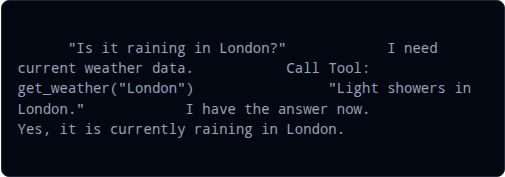 "Is it raining in London?" I need
current weather data. Call Tool:
get_weather("London") "Light showers in
London." I have the answer now.
Yes, it is currently raining in London.